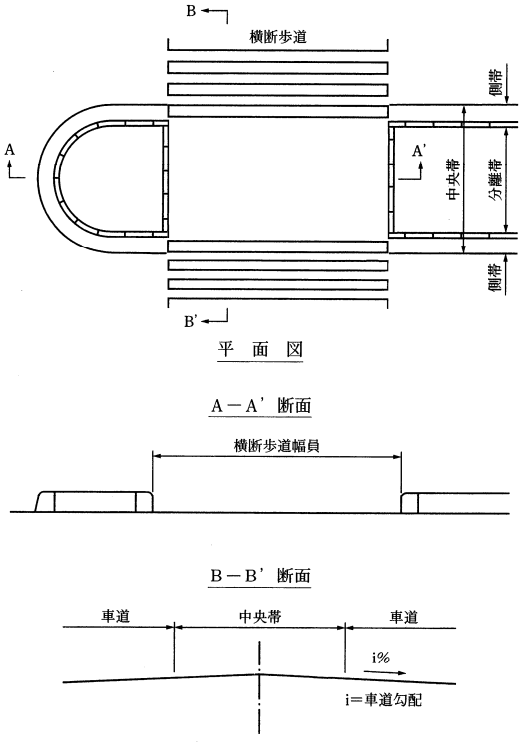 B
横断歩道
側帯
A
A'
中央帯
分離帯
側帯
B'
平面図
A－A' 断面
横断歩道幅員
B－B' 断面
車道
中央帯
車道
i%
i＝車道勾配